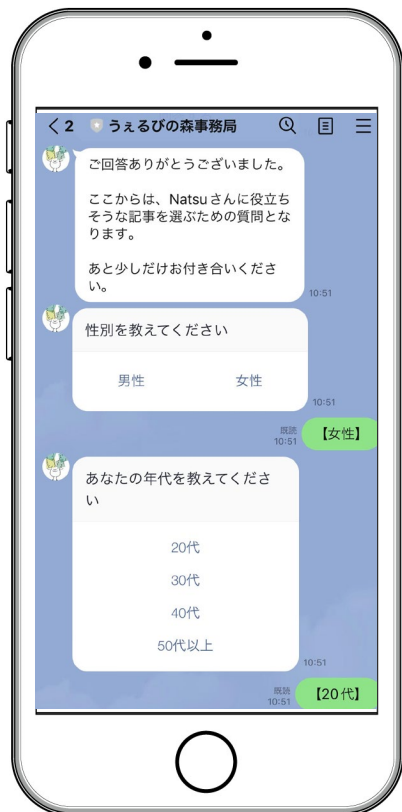 2 うぇるびの森事務局
ご回答ありがとうございました。
ここからは、Natsuさんに役立ち
そうな記事を選ぶための質問とな
ります。
あと少しだけお付き合いくださ
い。
10:51
性別を教えてください
男性 女性
10:51
既読
10:51
【女性】
あなたの年代を教えてくださ
い
20代
30代
40代
50代以上
10:51
既読
10:51
【20代】